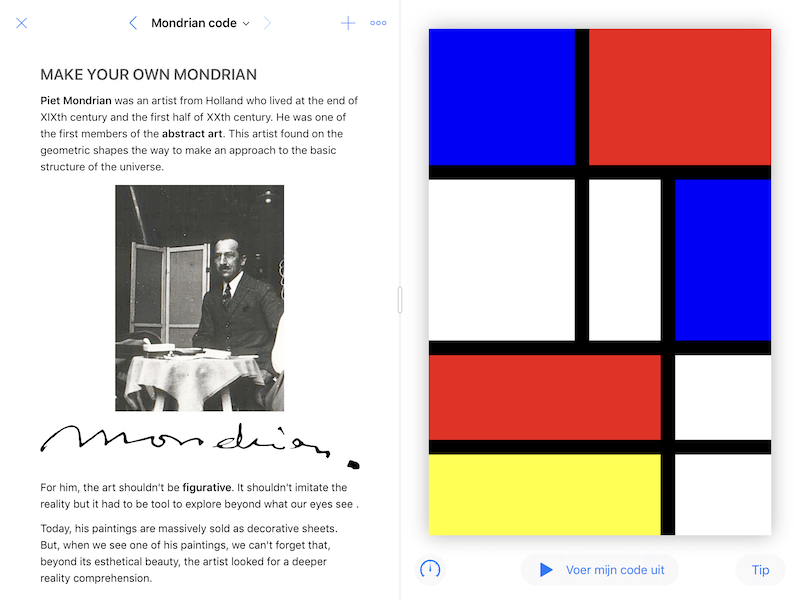 Mondrian code
MAKE YOUR OWN MONDRIAN
Piet Mondrian was an artist from Holland who lived at the end of
XIXth century and the first half of XXth century. He was one of
the first members of the abstract art. This artist found on the
geometric shapes the way to make an approach to the basic
structure of the universe.
Mondrian.
For him, the art shouldn't be figurative. It shouldn't imitate the
reality but it had to be tool to explore beyond what our eyes see .
Today, his paintings are massively sold as decorative sheets.
But, when we see one of his paintings, we can't forget that,
beyond its esthetical beauty, the artist looked for a deeper
reality comprehension.
Voer mijn code uit
Tip